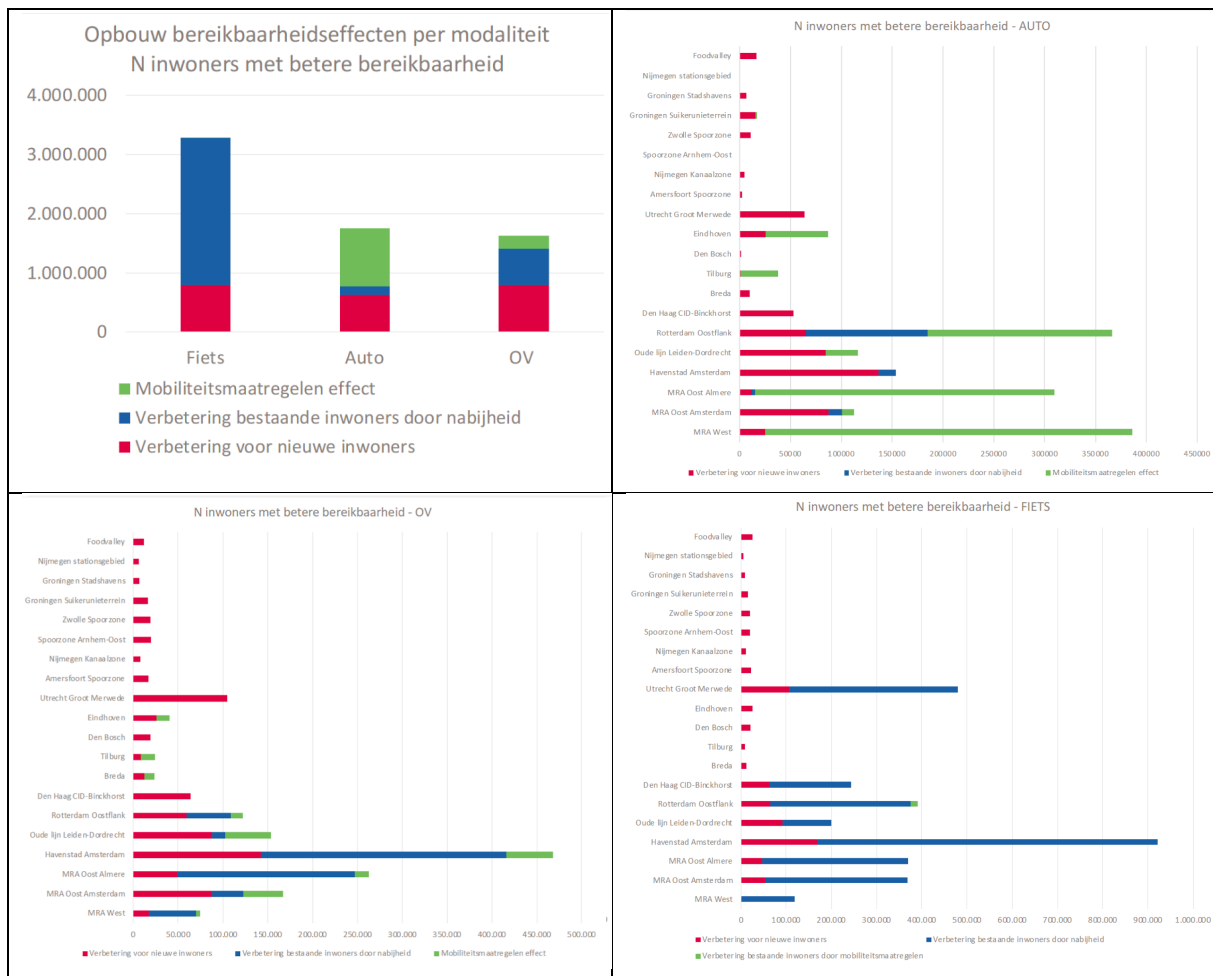 Opbouw bereikbaarheidseffecten per modaliteit
N inwoners met betere bereikbaarheid
4.000.000
3.000.000
2.000.000
1.000.000
0
Fiets Auto OV
Mobiliteitsmaatregelen effect
Verbetering bestaande inwoners door nabijheid
Verbetering voor nieuwe inwoners
N inwoners met betere bereikbaarheid - AUTO
Foodvalley
Nijmegen stationsgebied
Groningen Stadshavens
Groningen Suikerunieterrein
Zwolle Spoorzone
Spoorzone Arnhem-Oost
Nijmegen Kanaalzone
Amersfoort Spoorzone
Utrecht Groot Merwede
Eindhoven
Den Bosch
Tilburg
Breda
Den Haag CID-Binckhorst
Rotterdam Oostflank
Oude lijn Leiden-Dordrecht
Havenstad Amsterdam
MRA Oost Almere
MRA Oost Amsterdam
MRA West
0 50000 100000 150.000 200.000 250.000 300.000 350.000 400.000 450000
Verbetering voor nieuwe inwoners Verbetering bestaande inwoners door nabijheid Mobiliteitsmaatregelen effect
N inwoners met betere bereikbaarheid - OV
Foodvalley
Nijmegen stationsgebied
Groningen Stadshavens
Groningen Suikerunieterrein
Zwolle Spoorzone
Spoorzone Arnhem-Oost
Nijmegen Kanaalzone
Amersfoort Spoorzone
Utrecht Groot Merwede
Eindhoven
Den Bosch
Tilburg
Breda
Den Haag CID-Binckhorst
Rotterdam Oostflank
Oude lijn Leiden-Dordrecht
Havenstad Amsterdam
MRA Oost Almere
MRA Oost Amsterdam
MRA West
0 50.000 100.000 150.000 200.000 250.000 300.000 350.000 400.000 450.000 500.000
Verbetering voor nieuwe inwoners Verbetering bestaande inwoners door nabijheid Mobiliteitsmaatregelen effect
N inwoners met betere bereikbaarheid - FIETS
Foodvalley
Nijmegen stationsgebied
Groningen Stadshavens
Groningen Suikerunieterrein
Zwolle Spoorzone
Spoorzone Arnhem-Oost
Nijmegen Kanaalzone
Amersfoort Spoorzone
Utrecht Groot Merwede
Eindhoven
Den Bosch
Tilburg
Breda
Den Haag CID-Binckhorst
Rotterdam Oostflank
Oude lijn Leiden-Dordrecht
Havenstad Amsterdam
MRA Oost Almere
MRA Oost Amsterdam
MRA West
0 100.000 200.000 300.000 400.000 500.000 600.000 700.000 800.000 900.000 1.000.000
Verbetering voor nieuwe inwoners Verbetering bestaande inwoners door nabijheid
Verbetering bestaande inwoners door mobiliteitsmaatregelen